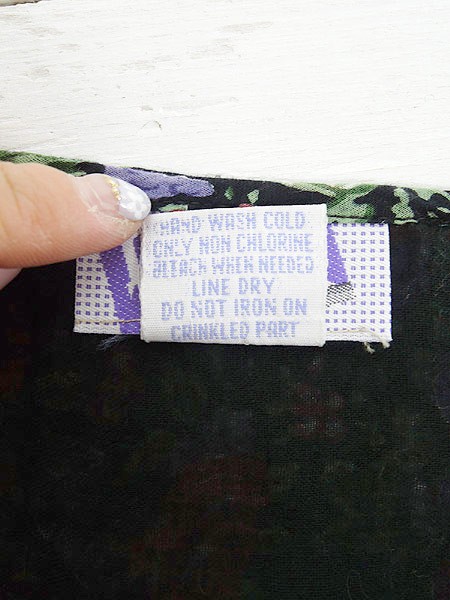 HAND WASH COLD
ONLY NON CHLORINE
BLEACH WHEN NEEDED
LINE DRY
DO NOT IRON ON
CRINKLED PART